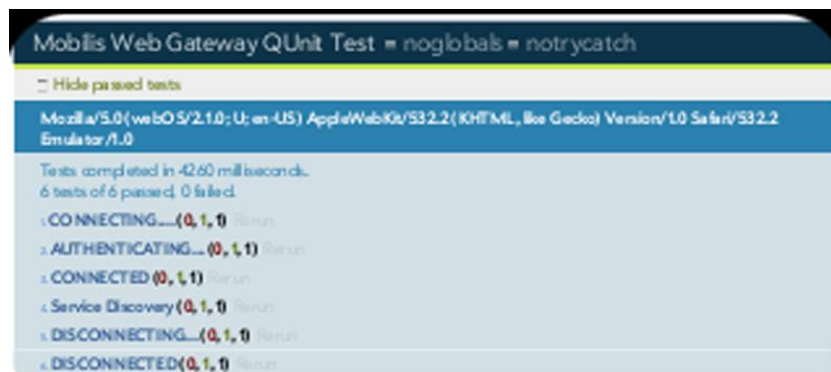 Mobilis Web Gateway QUnit Test = noglobals = notrycatch
Hide passed tests
Mozilla/5.0 (webOS/2.1.0; U; en-US) AppleWebKit/532.2 (KHTML, like Gecko) Version/1.0 Safari/532.2
Emulator/1.0
Tests completed in 4260 milliseconds.
6 tests of 6 passed, 0 failed.
1. CONNECTING.... (0, 1, 1) Rerun
2. AUTHENTICATING.... (0, 1, 1) Rerun
3. CONNECTED (0, 1, 1) Rerun
4. Service Discovery (0, 1, 1) Rerun
5. DISCONNECTING.... (0, 1, 1) Rerun
6. DISCONNECTED (0, 1, 1) Rerun